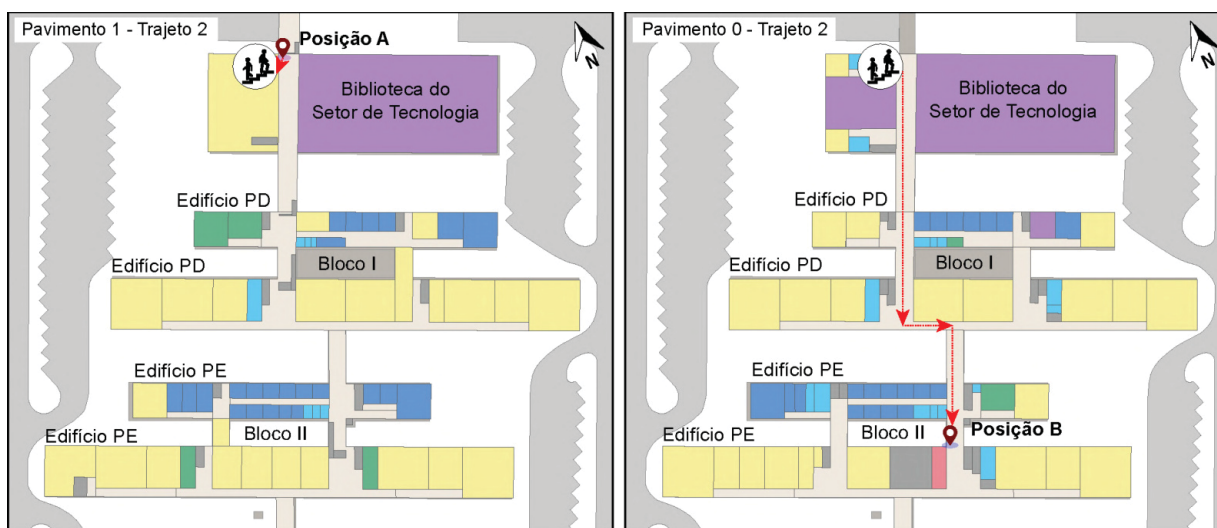 Pavimento 1 - Trajeto 2
Posição A
N
Biblioteca do
Setor de Tecnologia
Edifício PD
Bloco I
Edifício PD
Edifício PE
Bloco II
Edifício PE
Pavimento 0 - Trajeto 2
N
Biblioteca do
Setor de Tecnologia
Edifício PD
Bloco I
Edifício PD
Edifício PE
Bloco II
Posição B
Edifício PE